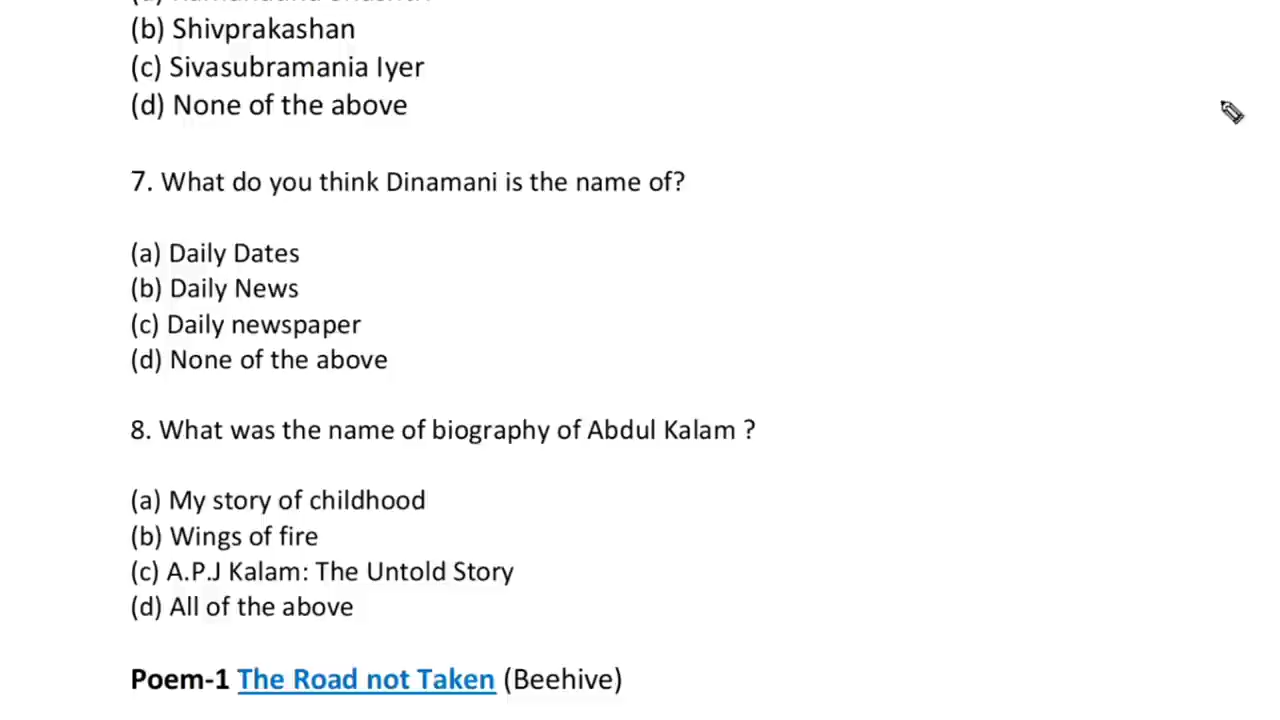 (b) Shivprakashan
(c) Sivasubramania Iyer
(d) None of the above
7. What do you think Dinamani is the name of?
(a) Daily Dates
(b) Daily News
(c) Daily newspaper
(d) None of the above
8. What was the name of biography of Abdul Kalam ?
(a) My story of childhood
(b) Wings of fire
(c) A.P.J Kalam: The Untold Story
(d) All of the above
Poem-1 The Road not Taken (Beehive)